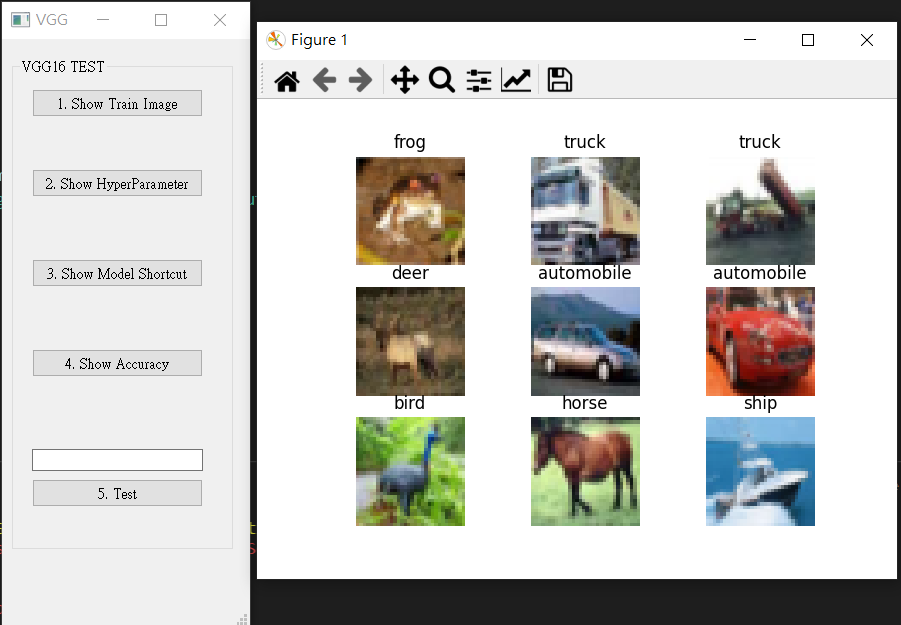 VGG
VGG16 TEST
1. Show Train Image
2. Show HyperParameter
3. Show Model Shortcut
4. Show Accuracy
5. Test
Figure 1
frog truck truck
deer automobile automobile
bird horse ship